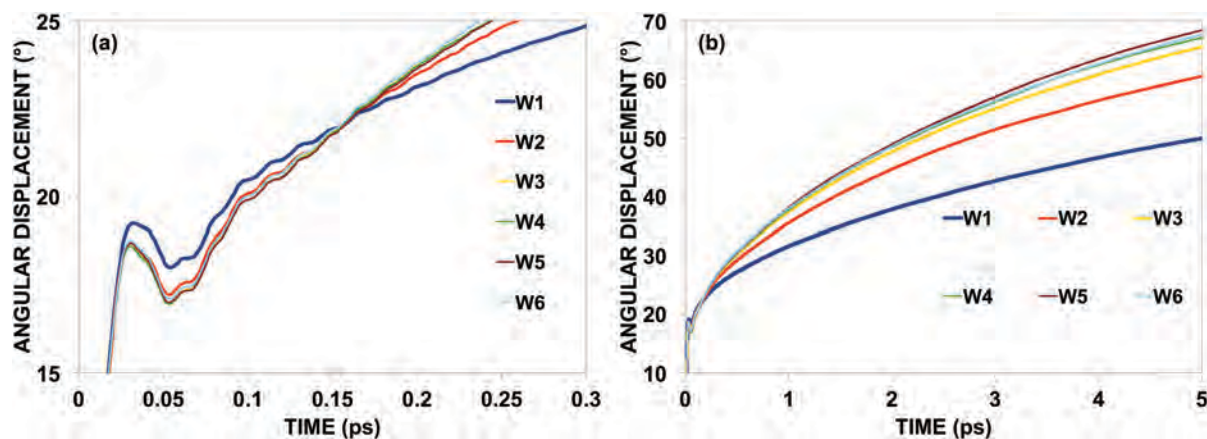 ANGULAR DISPLACEMENT (°)
25
20
15
(a)
W1
W2
W3
W4
W5
W6
0 0.05 0.1 0.15 0.2 0.25 0.3
TIME (ps)
ANGULAR DISPLACEMENT (°)
70
60
50
40
30
20
10
(b)
W1 W2 W3
W4 W5 W6
0 1 2 3 4 5
TIME (ps)